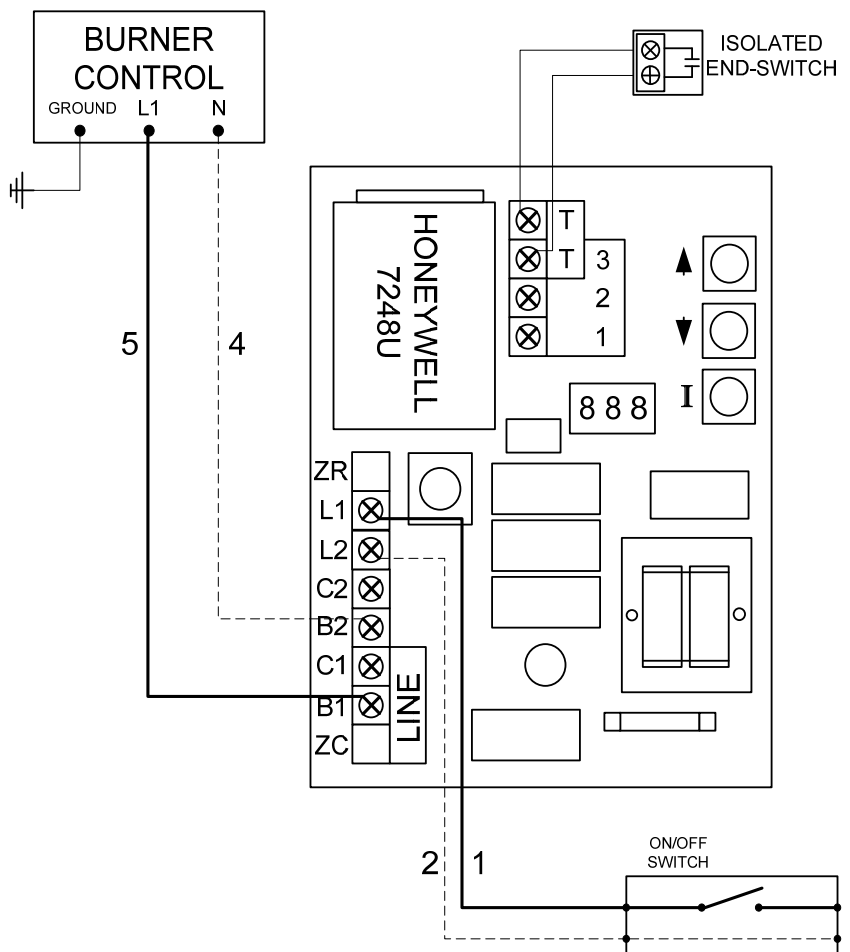 BURNER
CONTROL
GROUND L1 N
ISOLATED
END-SWITCH
HONEYWELL
7248U
T
T 3
2
1
I
888
5
4
ZR
L1
L2
C2
B2
C1
B1
ZC
LINE
2 1
ON/OFF
SWITCH